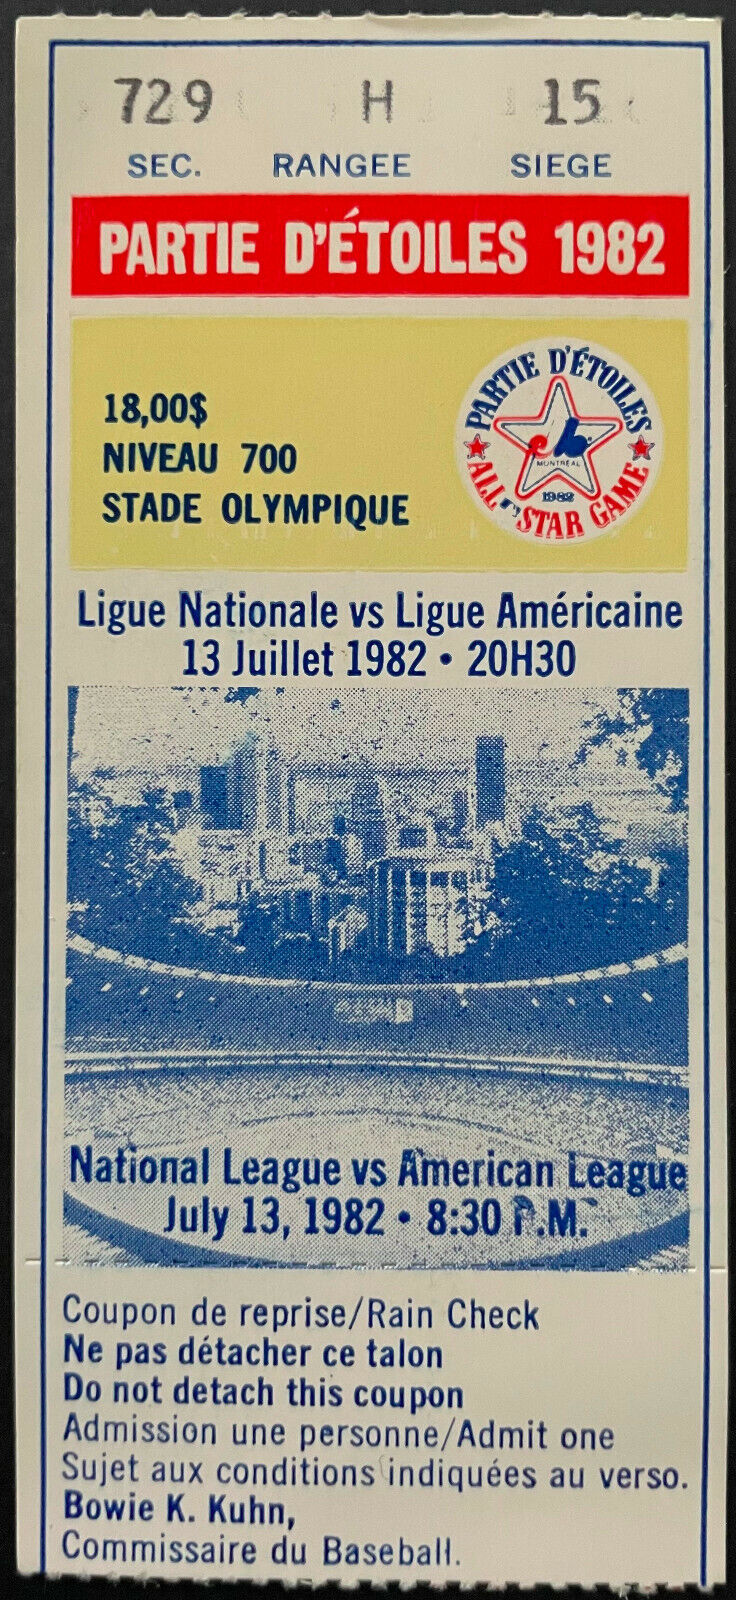 729 H 15
SEC. RANGEE SIEGE
PARTIE D'ÉTOILES 1982
18,00$
NIVEAU 700
STADE OLYMPIQUE
PARTIE D'ÉTOILES
MONTRÉAL
1982
ALL STAR GAME
Ligue Nationale vs Ligue Américaine
13 Juillet 1982 • 20H30
National League vs American League
July 13, 1982 • 8:30 P.M.
Coupon de reprise/Rain Check
Ne pas détacher ce talon
Do not detach this coupon
Admission une personne/Admit one
Sujet aux conditions indiquées au verso.
Bowie K. Kuhn,
Commissaire du Baseball.